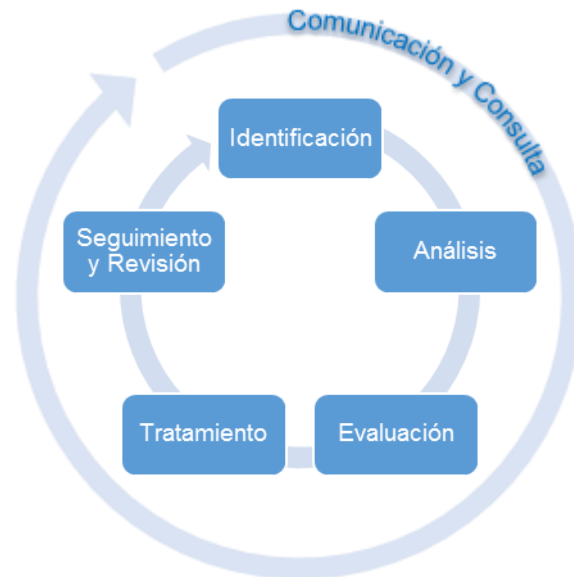 Comunicación y Consulta
Identificación
Análisis
Evaluación
Tratamiento
Seguimiento
y Revisión